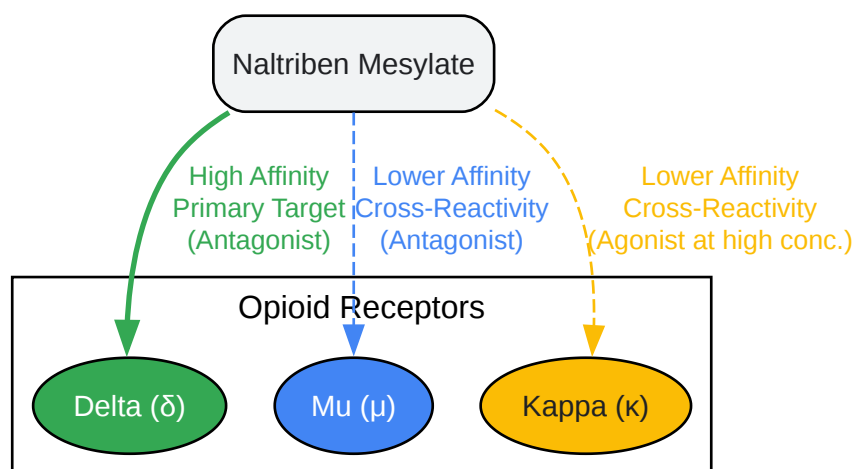 Naltriben Mesylate
High Affinity
Primary Target
(Antagonist)
Lower Affinity
Cross-Reactivity
(Antagonist)
Lower Affinity
Cross-Reactivity
(Agonist at high conc.)
Opioid Receptors
Delta (δ)
Mu (μ)
Kappa (κ)